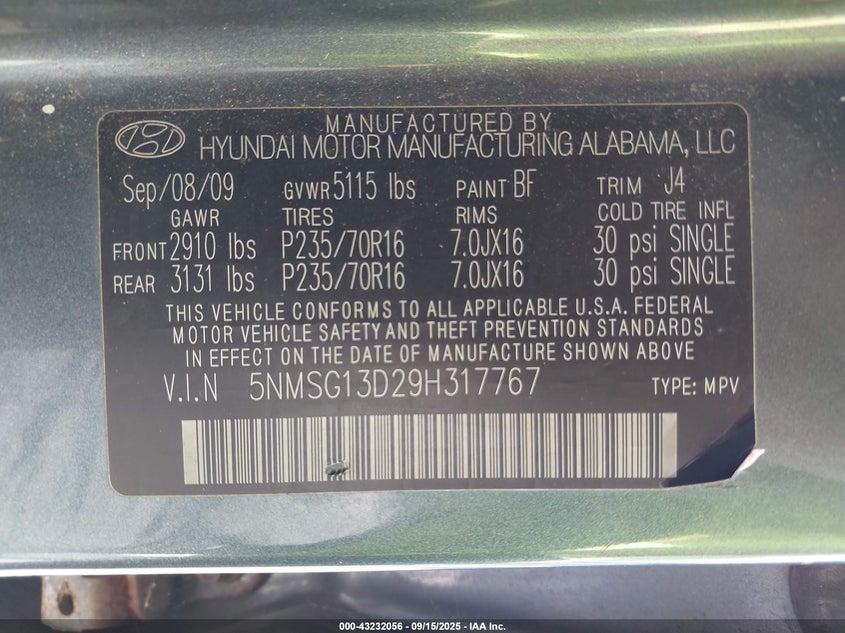 MANUFACTURED BY
HYUNDAI MOTOR MANUFACTURING ALABAMA, LLC
Sep/08/09 GVWR 5115 lbs PAINT BF TRIM J4
GAWR TIRES RIMS COLD TIRE INFL
FRONT 2910 lbs P235/70R16 7.0JX16 30 psi SINGLE
REAR 3131 lbs P235/70R16 7.0JX16 30 psi SINGLE
THIS VEHICLE CONFORMS TO ALL APPLICABLE U.S.A. FEDERAL
MOTOR VEHICLE SAFETY AND THEFT PREVENTION STANDARDS
IN EFFECT ON THE DATE OF MANUFACTURE SHOWN ABOVE
V.I.N 5NMSG13D29H317767 TYPE: MPV
000-43232056 - 09/15/2025 - IAA Inc.